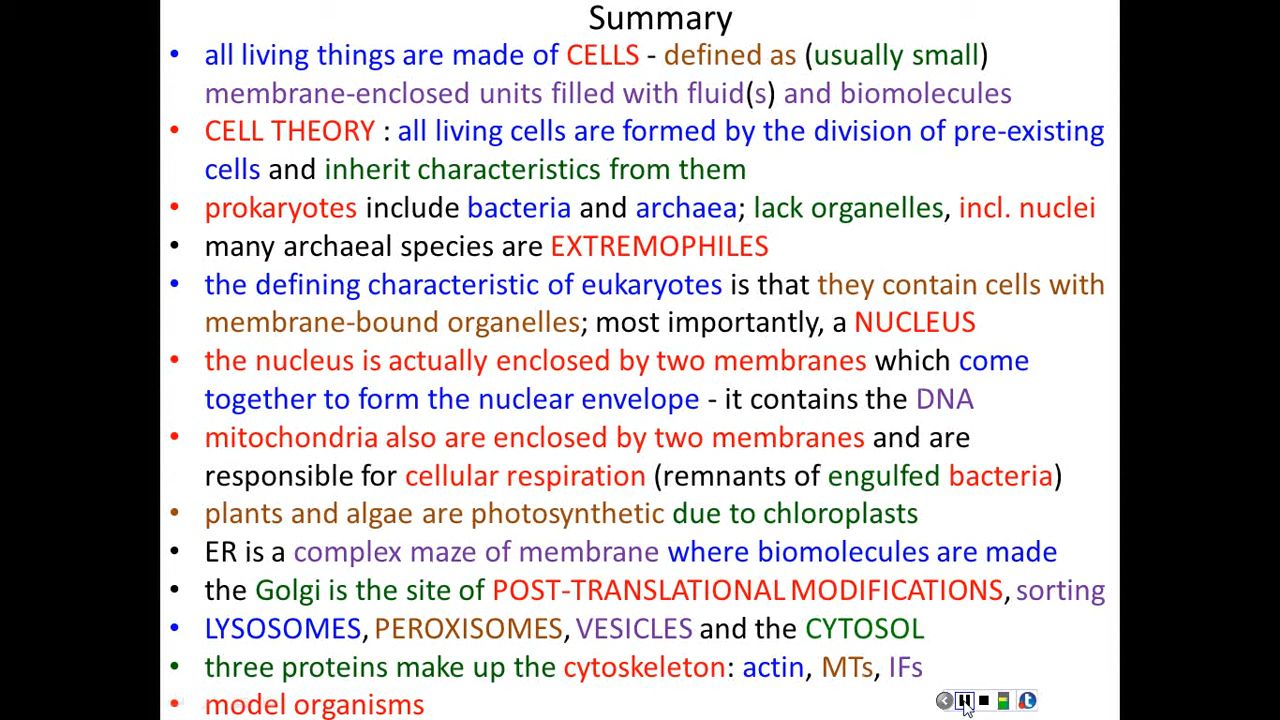 Summary
• all living things are made of CELLS - defined as (usually small)
membrane-enclosed units filled with fluid(s) and biomolecules
• CELL THEORY : all living cells are formed by the division of pre-existing
cells and inherit characteristics from them
• prokaryotes include bacteria and archaea; lack organelles, incl. nuclei
• many archaeal species are EXTREMOPHILES
• the defining characteristic of eukaryotes is that they contain cells with
membrane-bound organelles; most importantly, a NUCLEUS
• the nucleus is actually enclosed by two membranes which come
together to form the nuclear envelope - it contains the DNA
• mitochondria also are enclosed by two membranes and are
responsible for cellular respiration (remnants of engulfed bacteria)
• plants and algae are photosynthetic due to chloroplasts
• ER is a complex maze of membrane where biomolecules are made
• the Golgi is the site of POST-TRANSLATIONAL MODIFICATIONS, sorting
• LYSOSOMES, PEROXISOMES, VESICLES and the CYTOSOL
• three proteins make up the cytoskeleton: actin, MTs, IFs
• model organisms